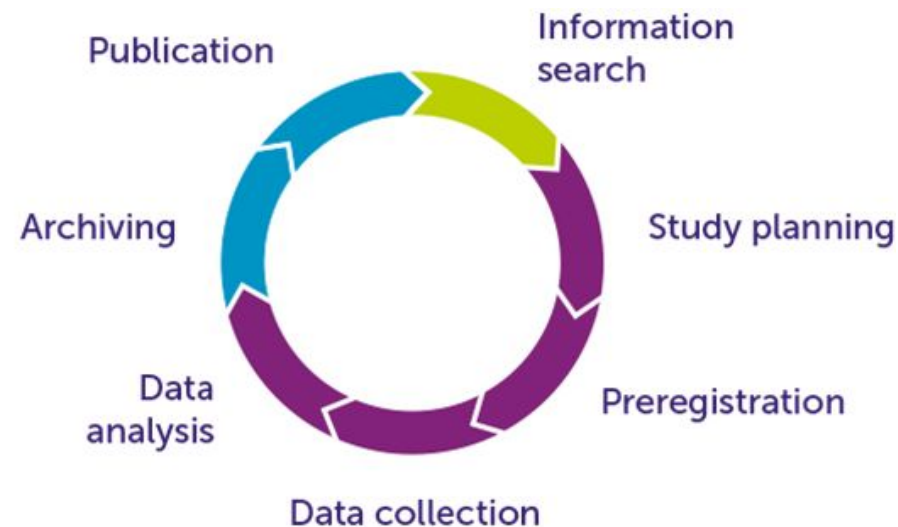 Publication
Information
search
Archiving
Study planning
Data
analysis
Preregistration
Data collection